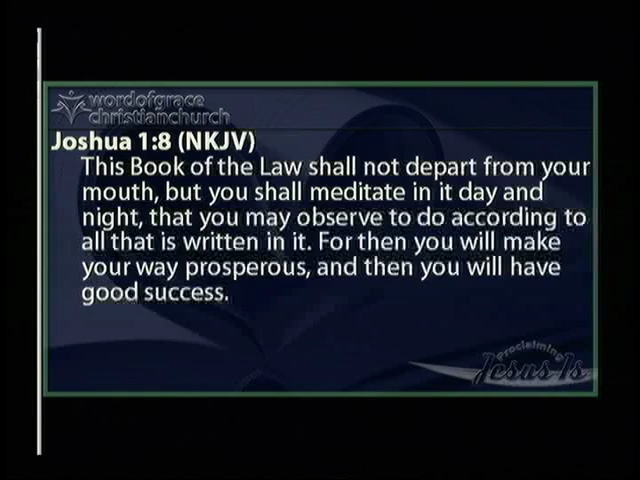 wordofgrace
christianchurch
Joshua 1:8 (NKJV)
This Book of the Law shall not depart from your
mouth, but you shall meditate in it day and
night, that you may observe to do according to
all that is written in it. For then you will make
your way prosperous, and then you will have
good success.
Proclaiming
Jesus Is